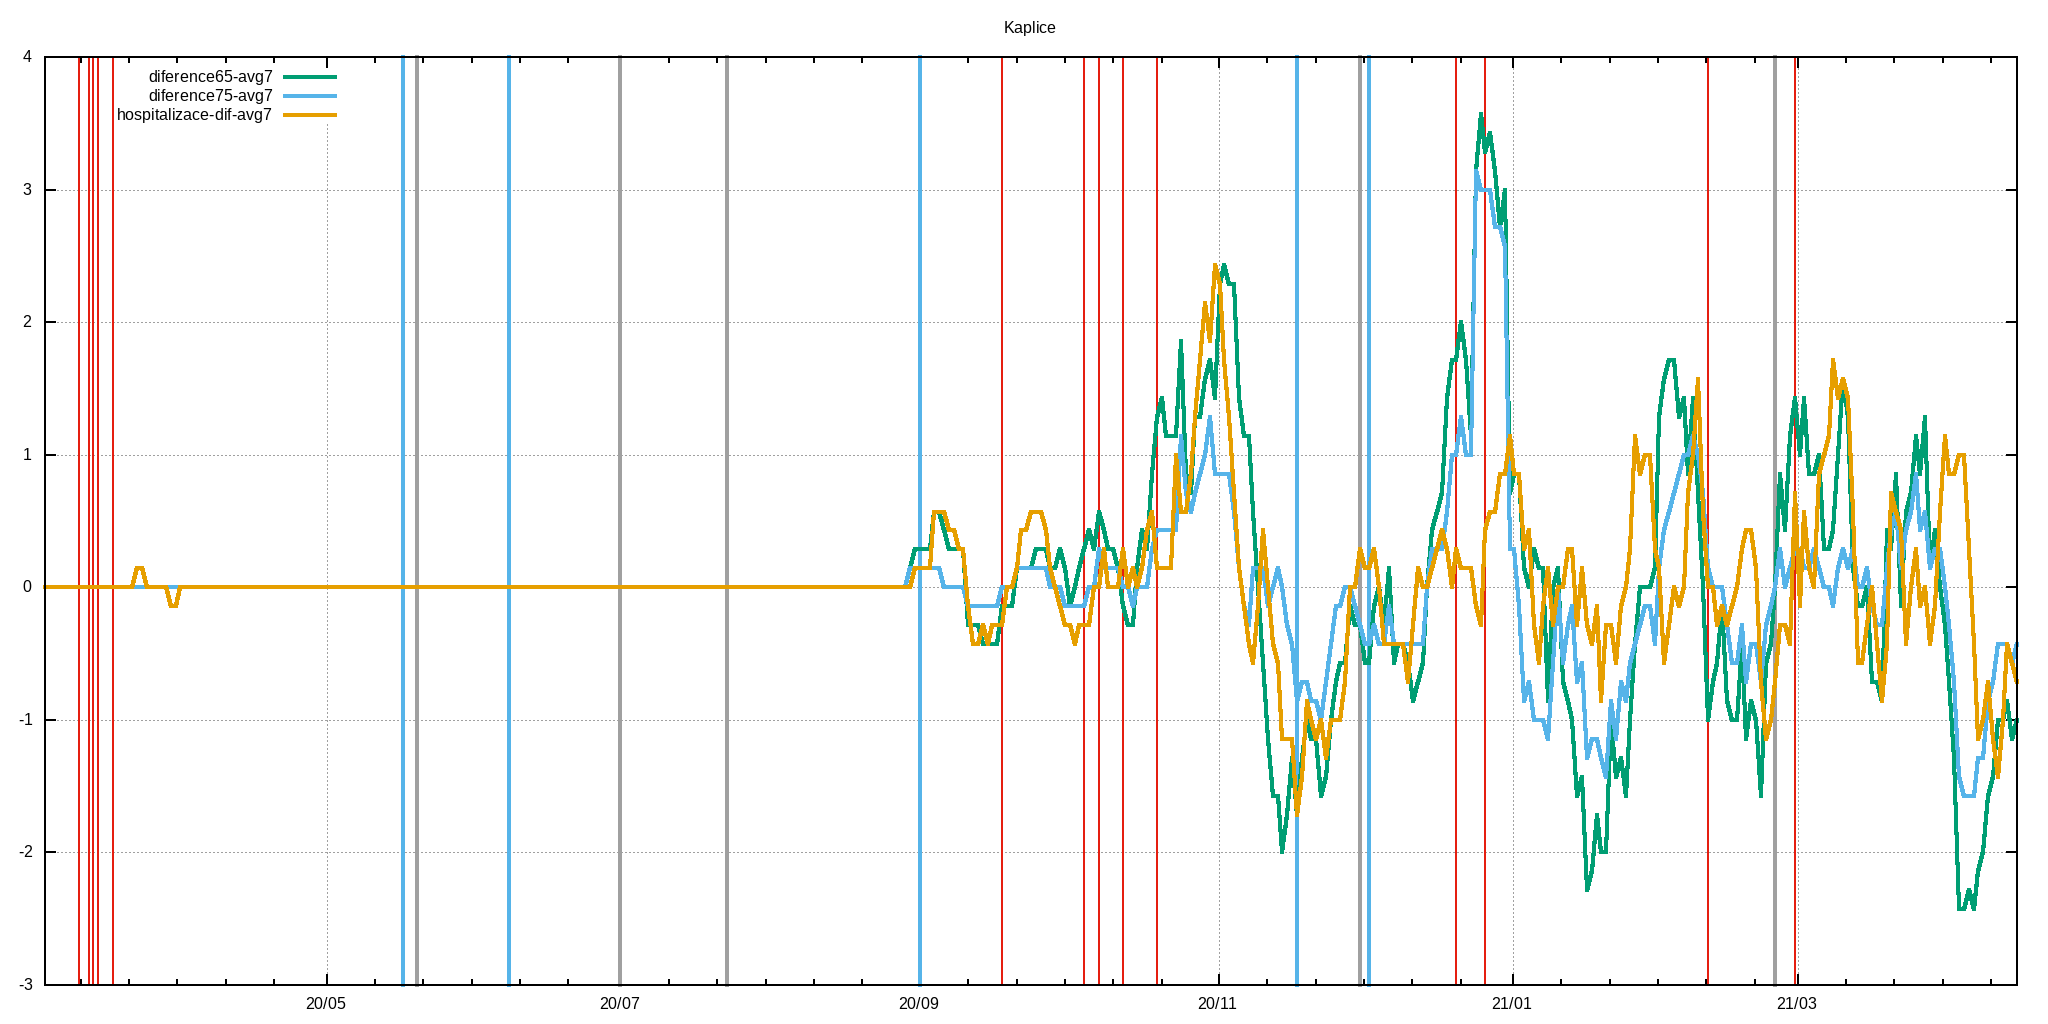 Kaplice
diference65-avg7
diference75-avg7
hospitalizace-dif-avg7
4
3
2
1
0
-1
-2
-3
20/05 20/07 20/09 20/11 21/01 21/03